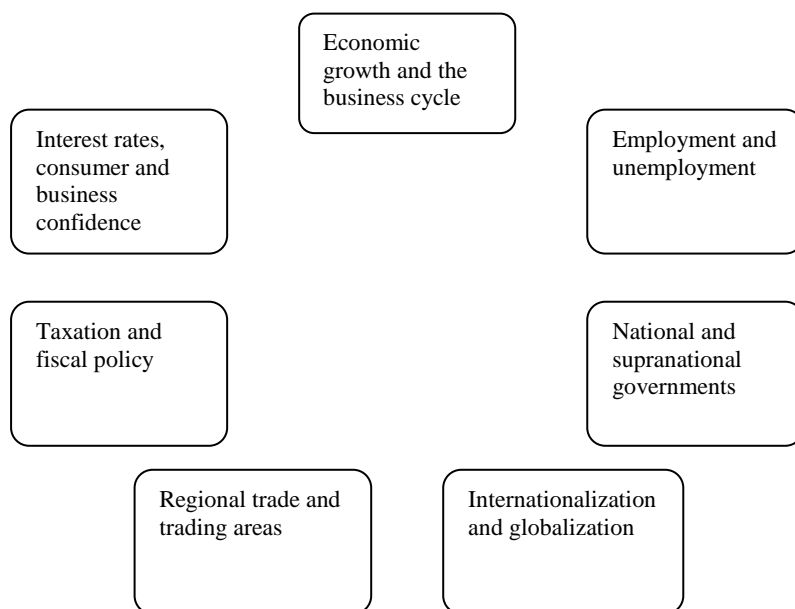 Economic
growth and the
business cycle
Interest rates,
consumer and
business
confidence
Employment and
unemployment
Taxation and
fiscal policy
National and
supranational
governments
Regional trade and
trading areas
Internationalization
and globalization